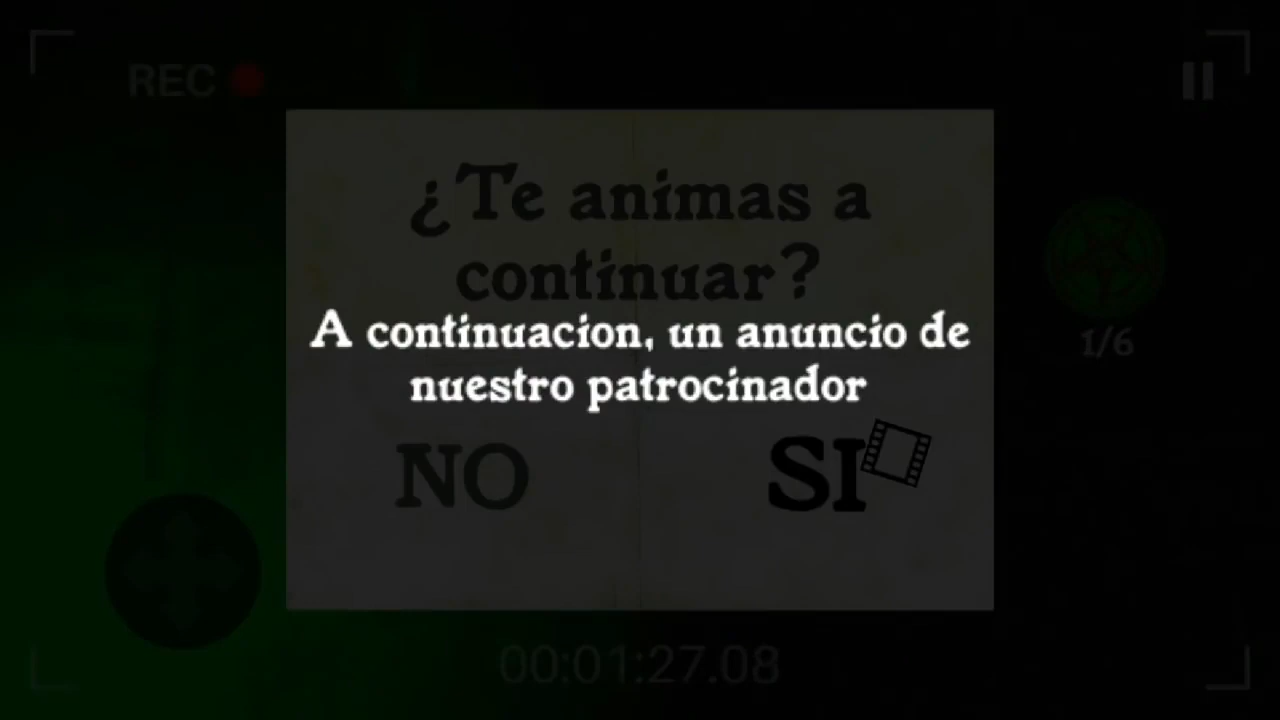 REC
¿Te animas a
continuar?
A continuacion, un anuncio de
nuestro patrocinador
1/6
NO
SI
00:01:27.08